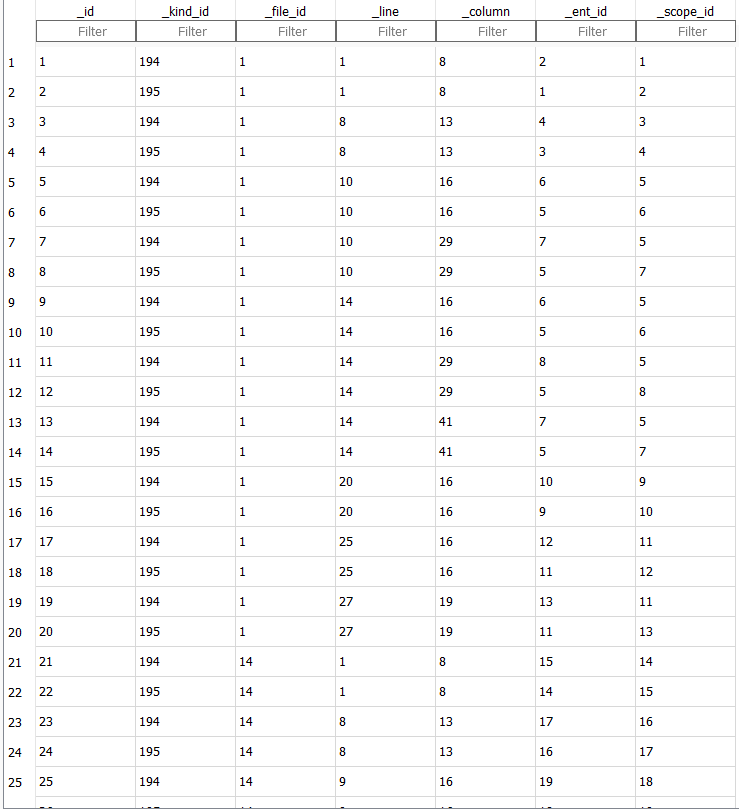 _id _kind_id _file_id _line _column _ent_id _scope_id
Filter Filter Filter Filter Filter Filter Filter
1 1 194 1 1 8 2 1
2 2 195 1 1 8 1 2
3 3 194 1 8 13 4 3
4 4 195 1 8 13 3 4
5 5 194 1 10 16 6 5
6 6 195 1 10 16 5 6
7 7 194 1 10 29 7 5
8 8 195 1 10 29 5 7
9 9 194 1 14 16 6 5
10 10 195 1 14 16 5 6
11 11 194 1 14 29 8 5
12 12 195 1 14 29 5 8
13 13 194 1 14 41 7 5
14 14 195 1 14 41 5 7
15 15 194 1 20 16 10 9
16 16 195 1 20 16 9 10
17 17 194 1 25 16 12 11
18 18 195 1 25 16 11 12
19 19 194 1 27 19 13 11
20 20 195 1 27 19 11 13
21 21 194 14 1 8 15 14
22 22 195 14 1 8 14 15
23 23 194 14 8 13 17 16
24 24 195 14 8 13 16 17
25 25 194 14 9 16 19 18